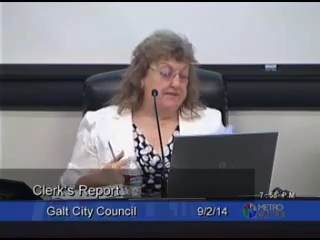 Clerk's Report
7:56 PM
Galt City Council
9/2/14
METRO